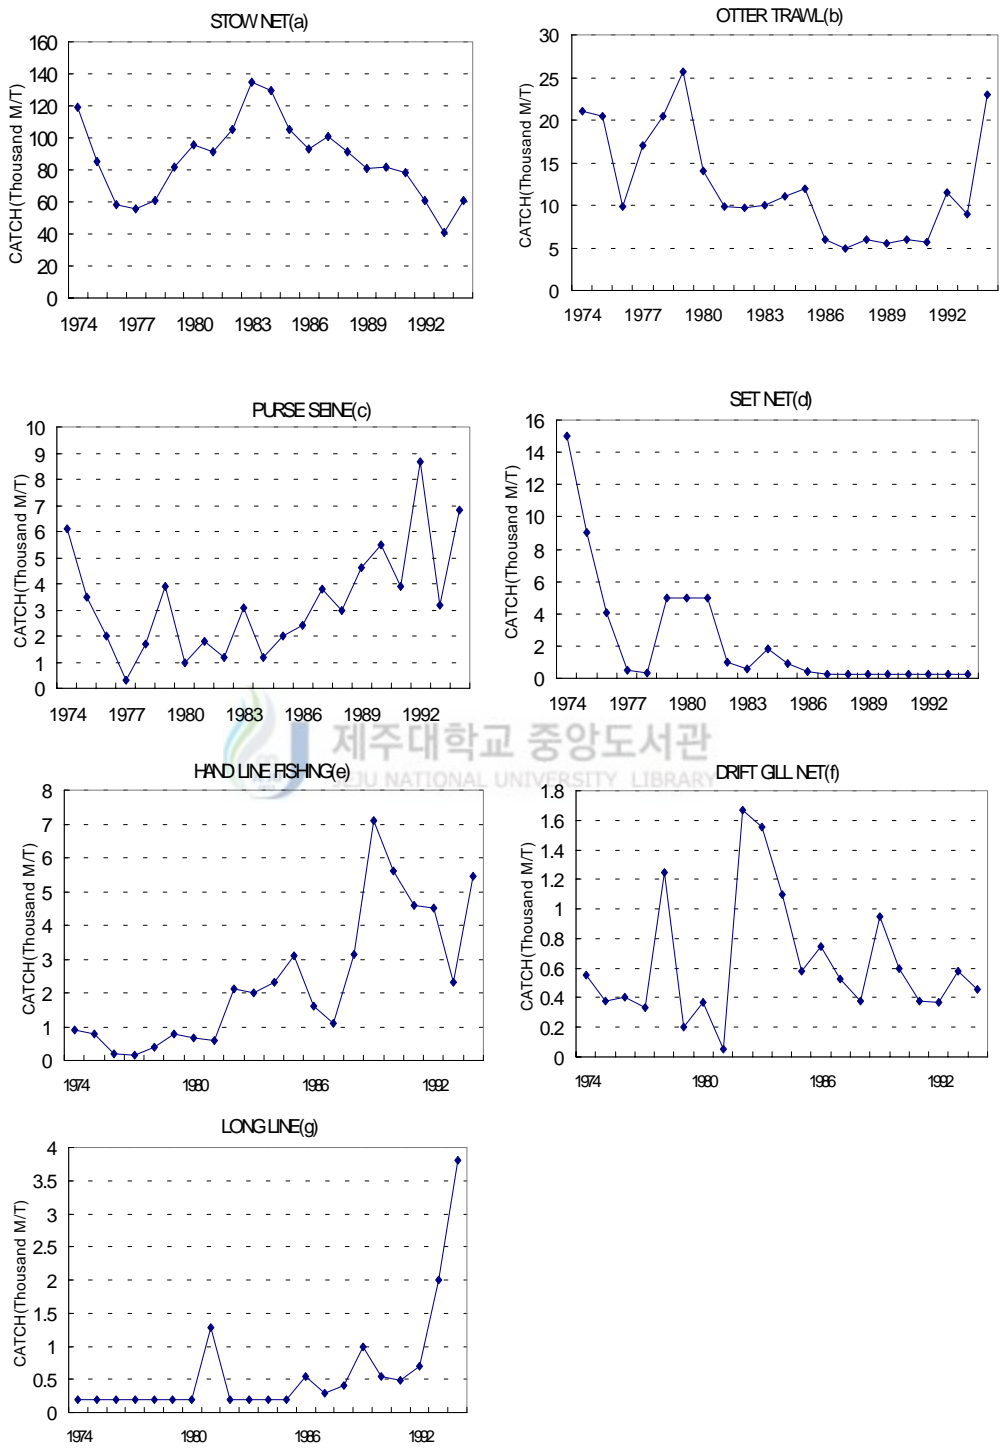 STOW NET(a)
CATCH(Thousand M/T)
160
140
120
100
80
60
40
20
0
1974 1977 1980 1983 1986 1989 1992
OTTER TRAWL(b)
CATCH(Thousand M/T)
30
25
20
15
10
5
0
1974 1977 1980 1983 1986 1989 1992
PURSE SEINE(c)
CATCH(Thousand M/T)
10
9
8
7
6
5
4
3
2
1
0
1974 1977 1980 1983 1986 1989 1992
SET NET(d)
CATCH(Thousand M/T)
16
14
12
10
8
6
4
2
0
1974 1977 1980 1983 1986 1989 1992
제주대학교 중앙도서관
JEJU NATIONAL UNIVERSITY LIBRARY
HAND LINE FISHING(e)
CATCH(Thousand M/T)
8
7
6
5
4
3
2
1
0
1974 1980 1986 1992
DRIFT GILL NET(f)
CATCH(Thousand M/T)
1.8
1.6
1.4
1.2
1
0.8
0.6
0.4
0.2
0
1974 1980 1986 1992
LONG LINE(g)
CATCH(Thousand M/T)
4
3.5
3
2.5
2
1.5
1
0.5
0
1974 1980 1986 1992